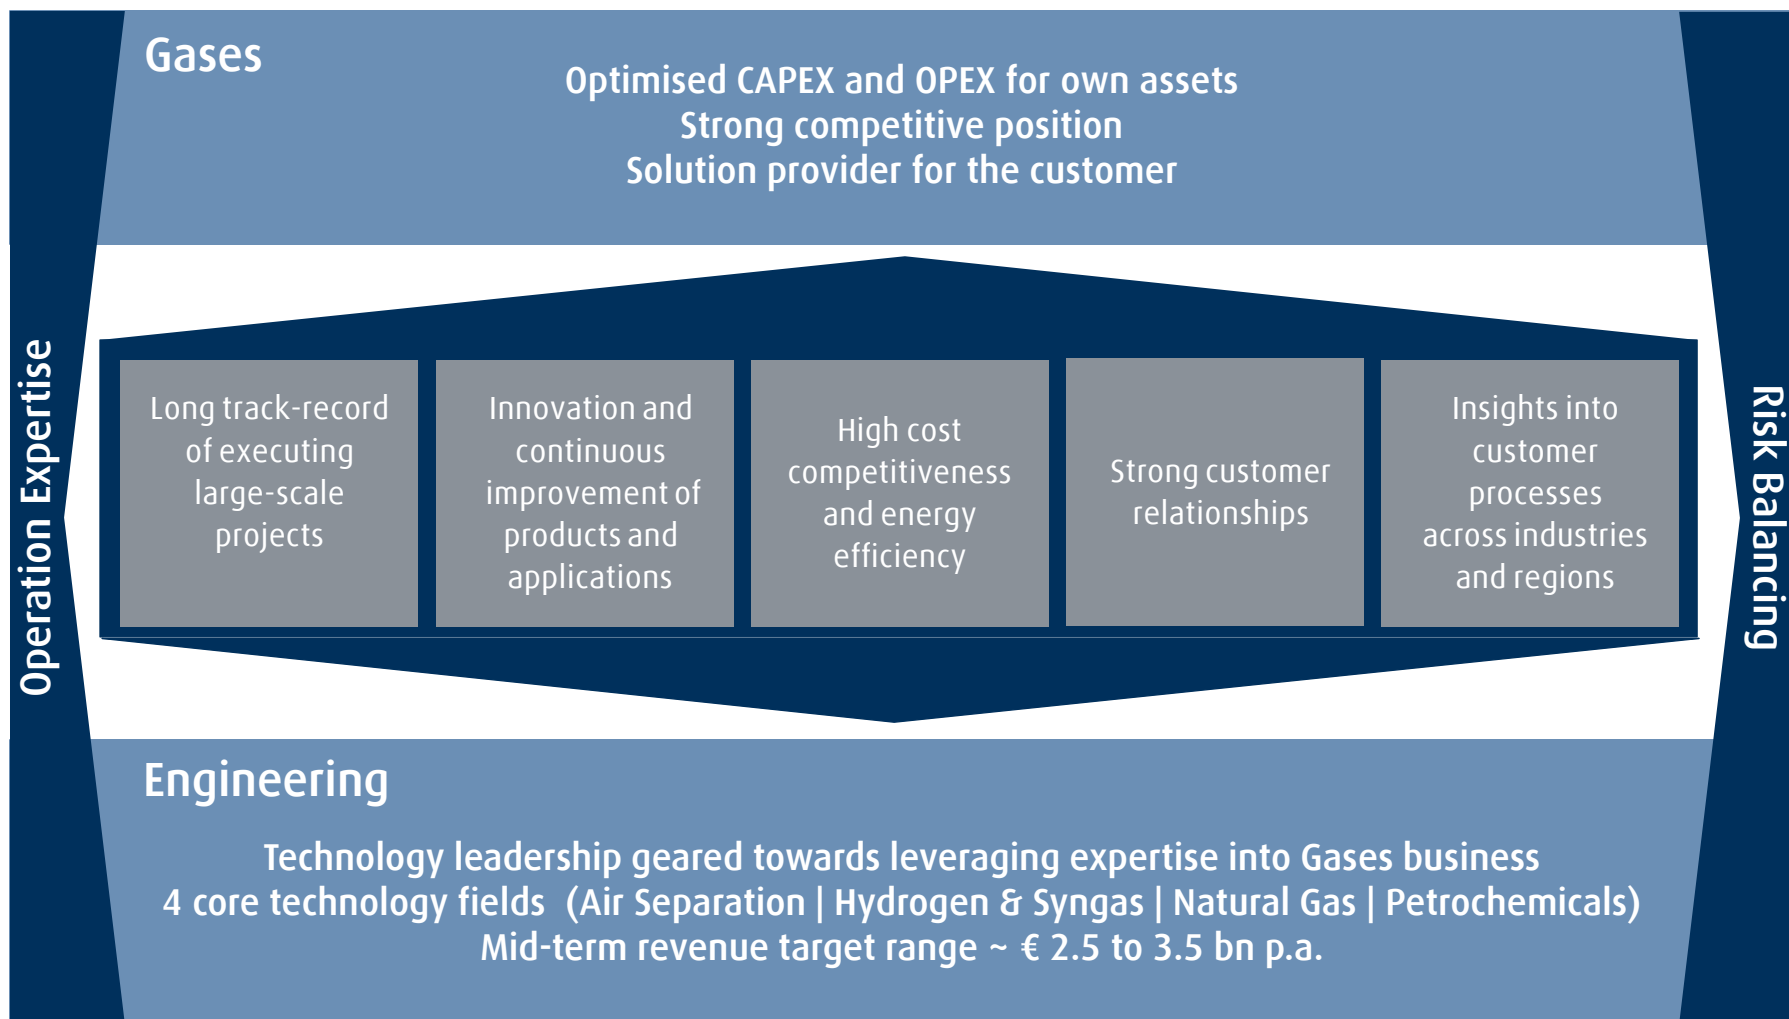 Gases
Optimised CAPEX and OPEX for own assets
Strong competitive position
Solution provider for the customer
Operation Expertise
Long track-record
of executing
large-scale
projects
Innovation and
continuous
improvement of
products and
applications
High cost
competitiveness
and energy
efficiency
Strong customer
relationships
Insights into
customer
processes
across industries
and regions
Risk Balancing
Engineering
Technology leadership geared towards leveraging expertise into Gases business
4 core technology fields (Air Separation | Hydrogen & Syngas | Natural Gas | Petrochemicals)
Mid-term revenue target range ~ € 2.5 to 3.5 bn p.a.